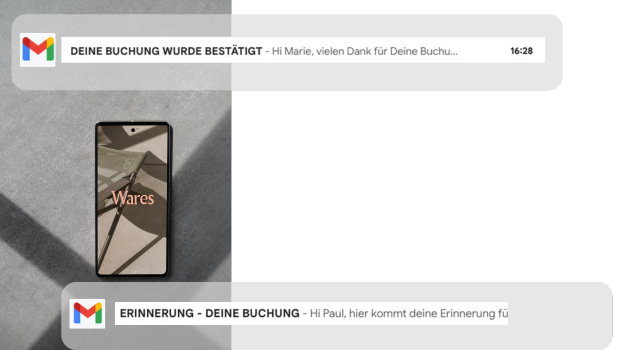 DEINE BUCHUNG WURDE BESTÄTIGT - Hi Marie, vielen Dank für Deine Buchu... 16:28
Wares
ERINNERUNG - DEINE BUCHUNG - Hi Paul, hier kommt deine Erinnerung fü